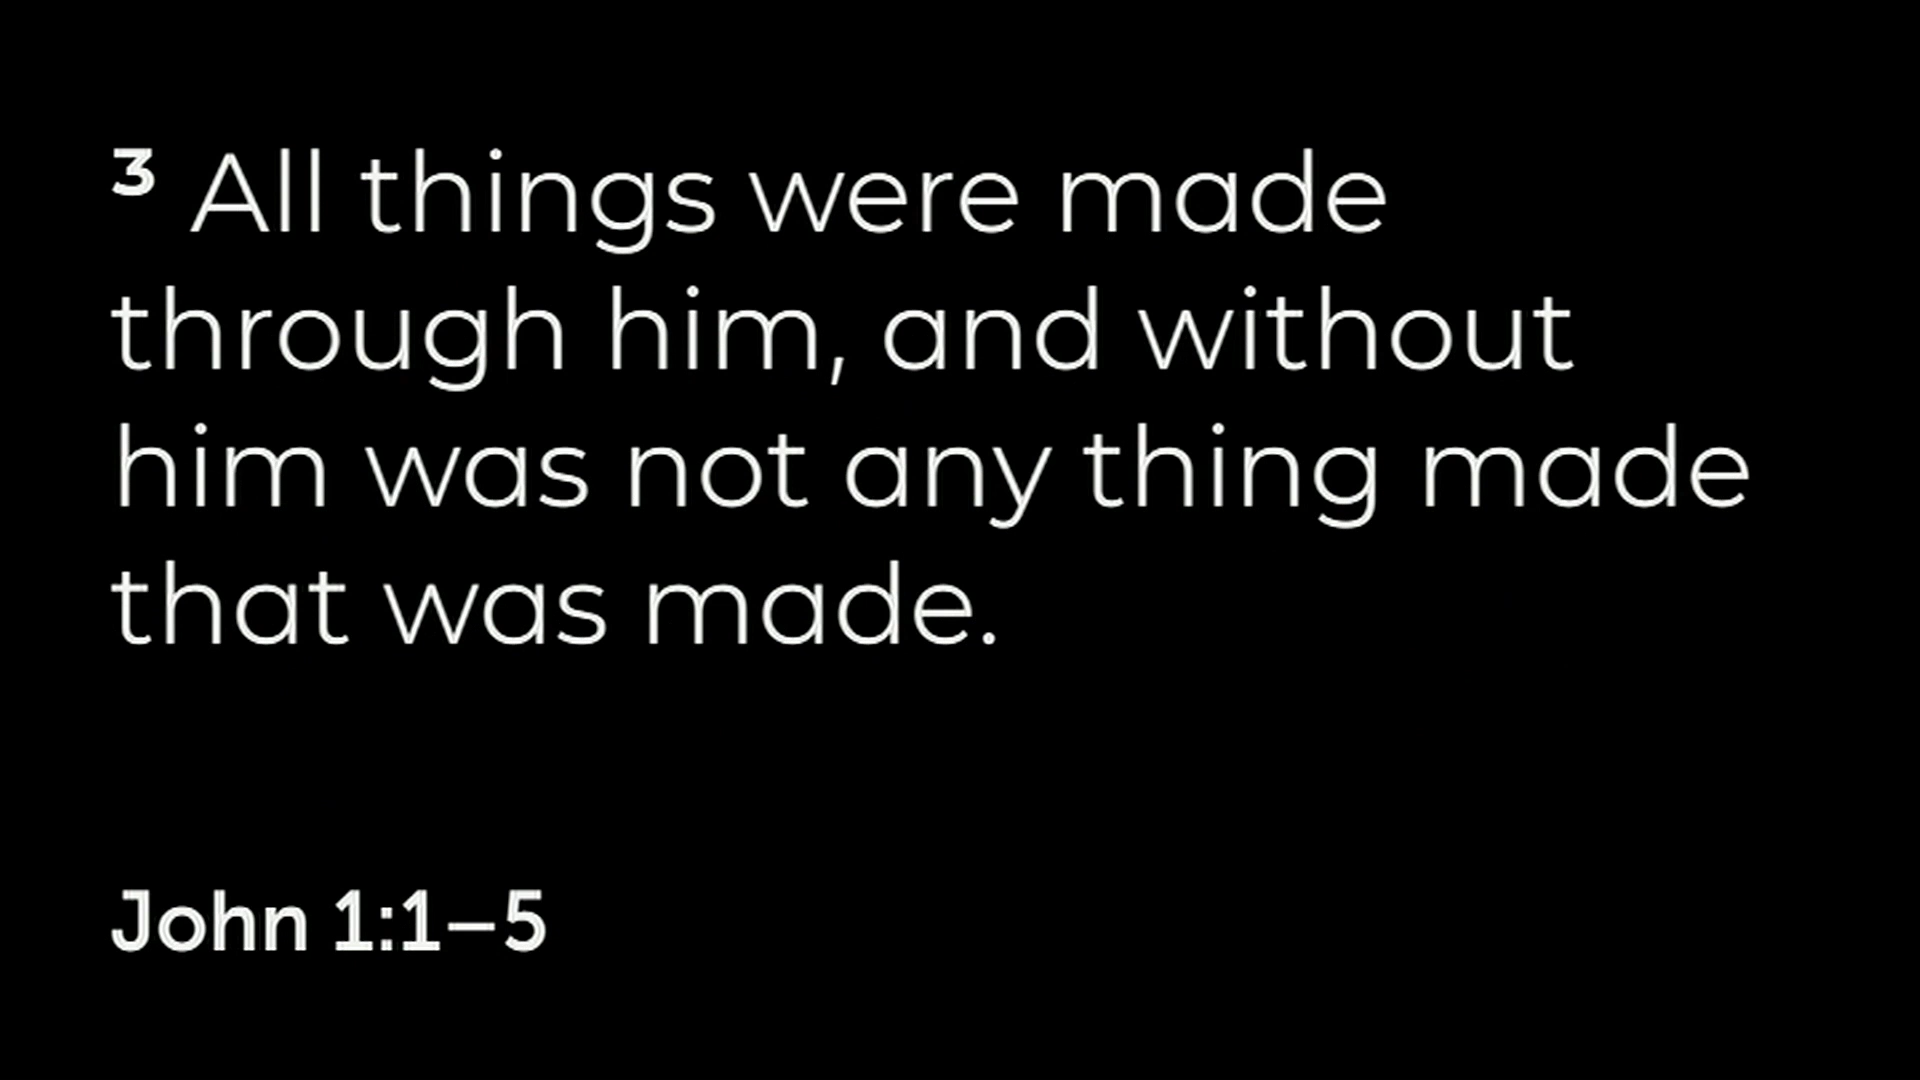 ³ All things were made
through him, and without
him was not any thing made
that was made.
John 1:1–5